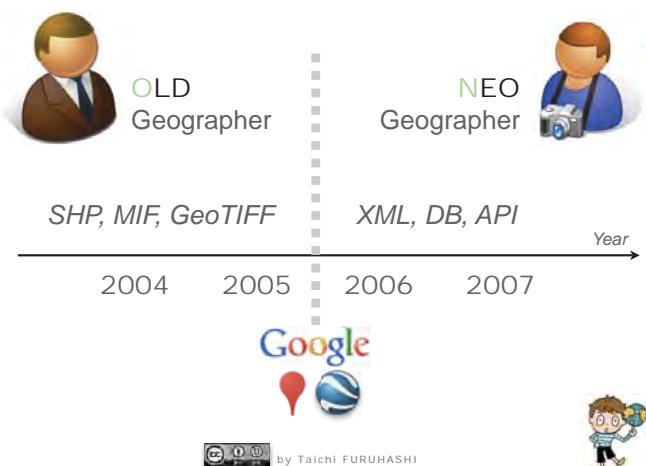 OLD
Geographer
NEO
Geographer
SHP, MIF, GeoTIFF
XML, DB, API
Year
2004 2005 2006 2007
Google
by Taichi FURUHASHI